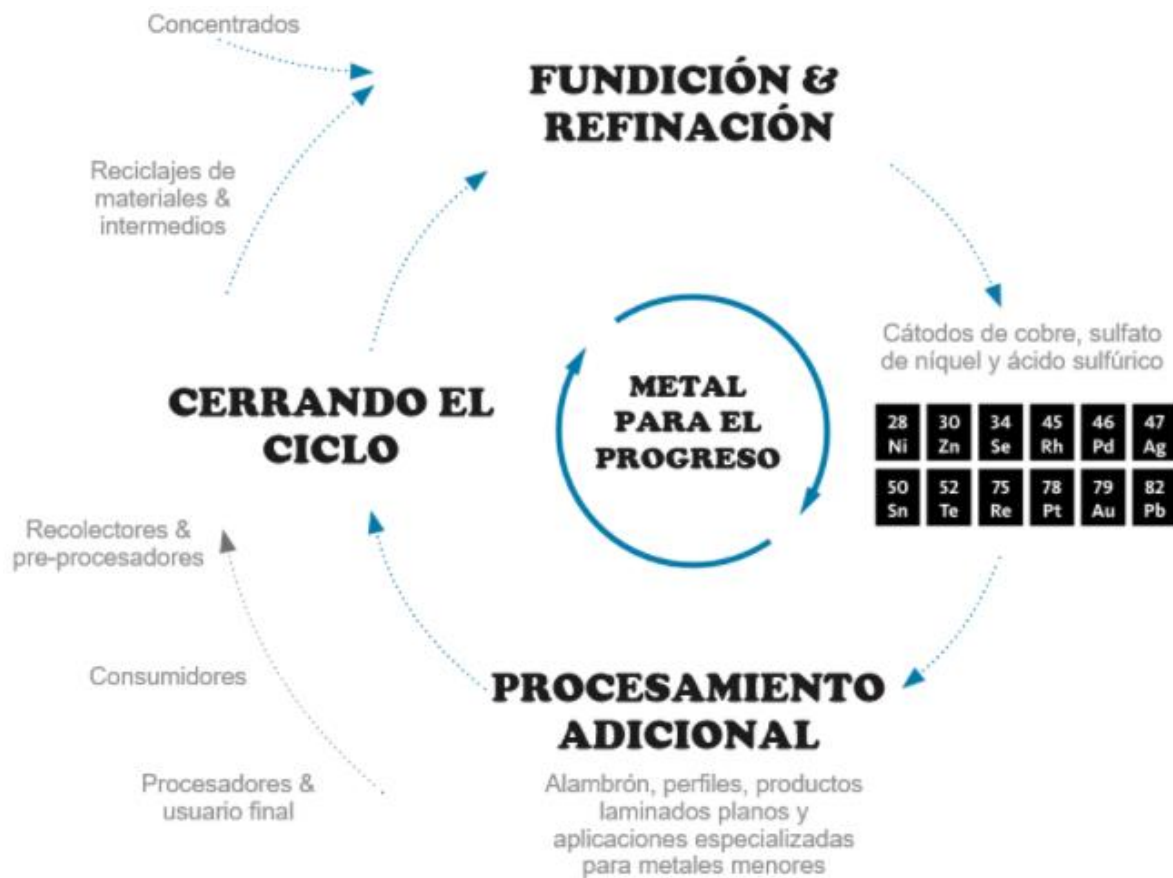 Concentrados
FUNDICIÓN &
REFINACIÓN
Reciclajes de
materiales &
intermedios
Cátodos de cobre, sulfato
de níquel y ácido sulfúrico
METAL
PARA EL
PROGRESO
CERRANDO EL
CICLO
28 30 34 45 46 47
Ni Zn Se Rh Pd Ag
50 52 75 78 79 82
Sn Te Re Pt Au Pb
Recolectores &
pre-procesadores
Consumidores
PROCESAMIENTO
ADICIONAL
Procesadores &
usuario final
Alambrón, perfiles, productos
laminados planos y
aplicaciones especializadas
para metales menores